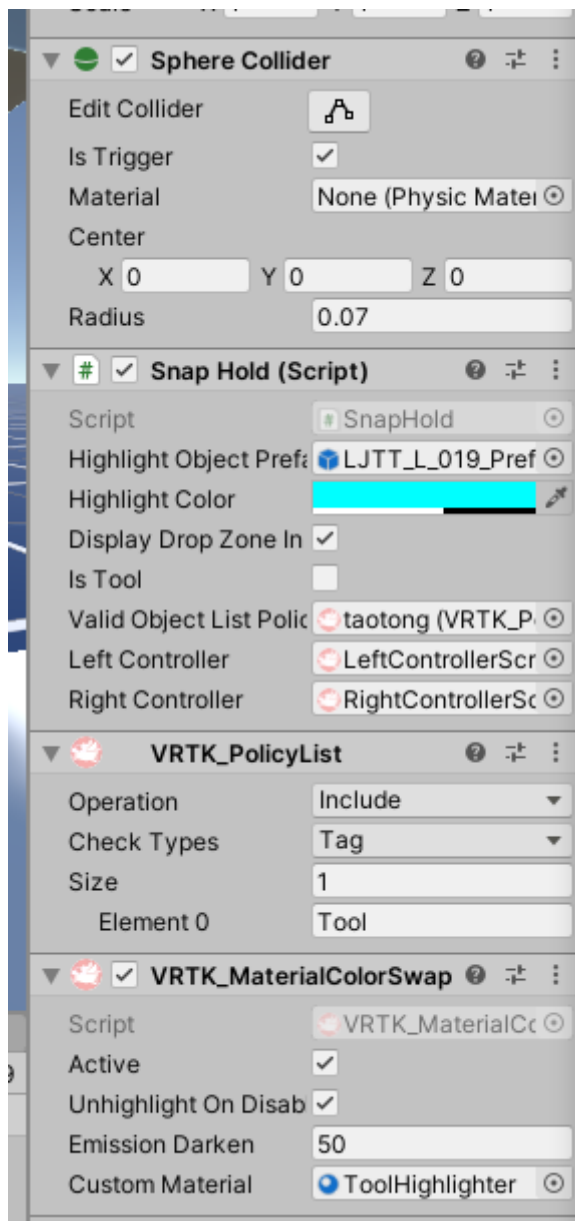 Sphere Collider
Edit Collider
Is Trigger
Material None (Physic Mater
Center
X 0 Y 0 Z 0
Radius 0.07
# Snap Hold (Script)
Script # SnapHold
Highlight Object Prefa LJTT_L_019_Pref
Highlight Color
Display Drop Zone In
Is Tool
Valid Object List Polic taotong (VRTK_P
Left Controller LeftControllerScr
Right Controller RightControllerSc
VRTK_PolicyList
Operation Include
Check Types Tag
Size 1
Element 0 Tool
VRTK_MaterialColorSwap
Script VRTK_MaterialCc
Active
Unhighlight On Disab
Emission Darken 50
Custom Material ToolHighlighter